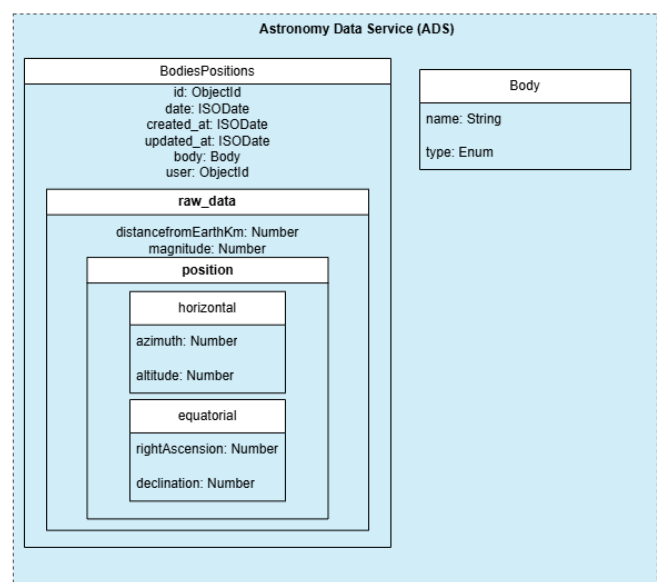 Astronomy Data Service (ADS)
BodiesPositions
id: ObjectId
date: ISODate
created_at: ISODate
updated_at: ISODate
body: Body
user: ObjectId
raw_data
distancefromEarthKm: Number
magnitude: Number
position
horizontal
azimuth: Number
altitude: Number
equatorial
rightAscension: Number
declination: Number
Body
name: String
type: Enum